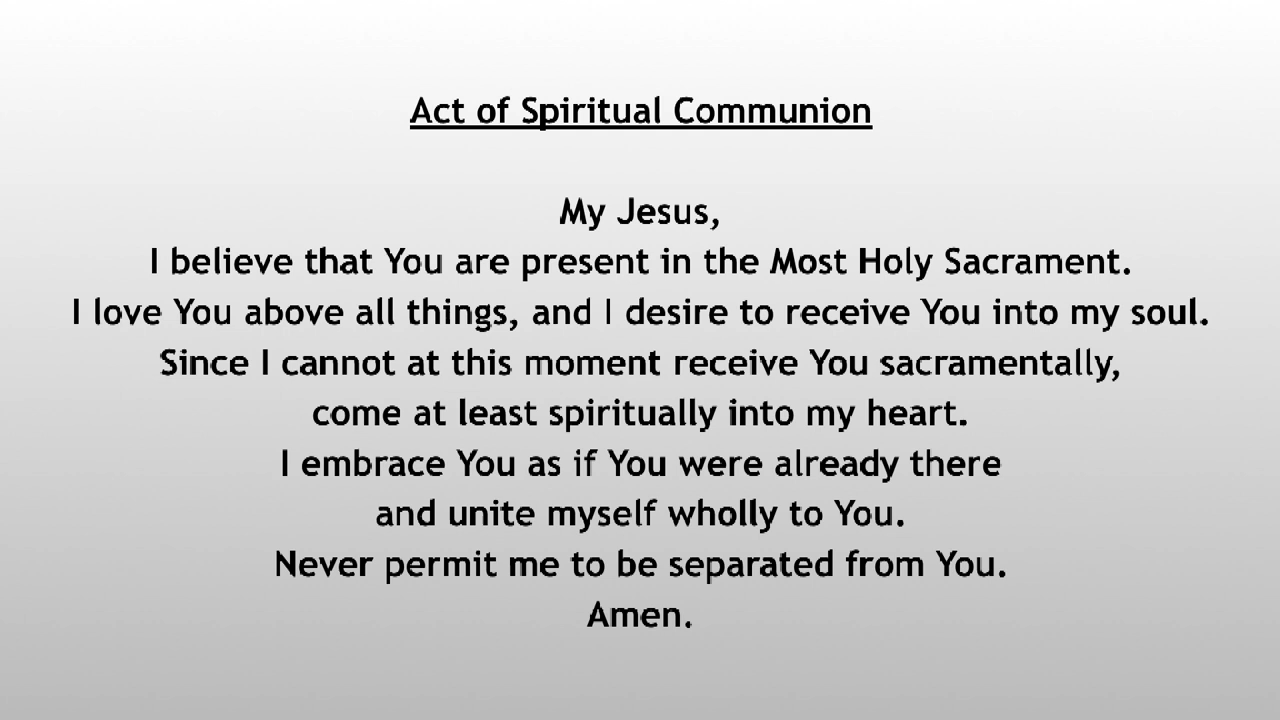 Act of Spiritual Communion
My Jesus,
I believe that You are present in the Most Holy Sacrament.
I love You above all things, and I desire to receive You into my soul.
Since I cannot at this moment receive You sacramentally,
come at least spiritually into my heart.
I embrace You as if You were already there
and unite myself wholly to You.
Never permit me to be separated from You.
Amen.